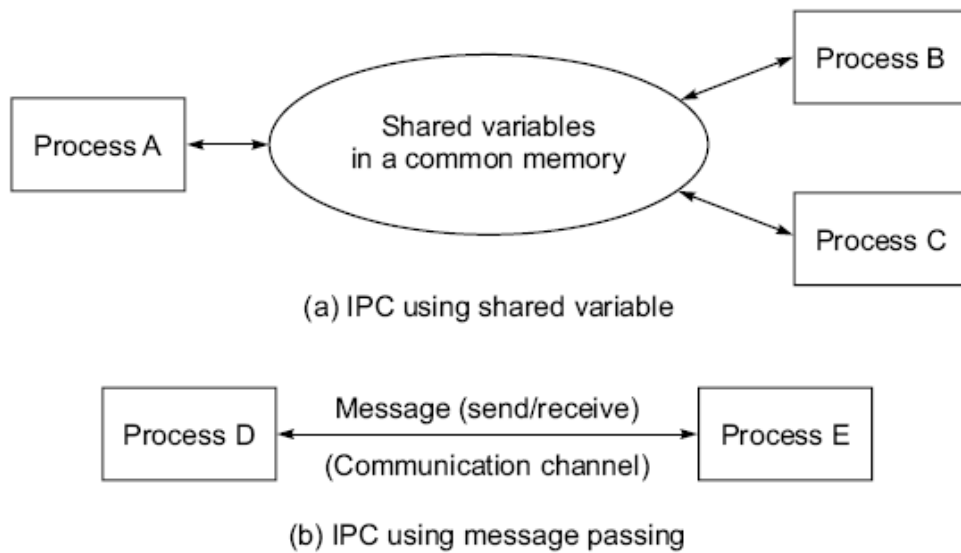 Process B
Shared variables
Process A
in a common memory
Process C
(a) IPC using shared variable
Message (send/receive)
Process D
Process E
(Communication channel)
(b) IPC using message passing